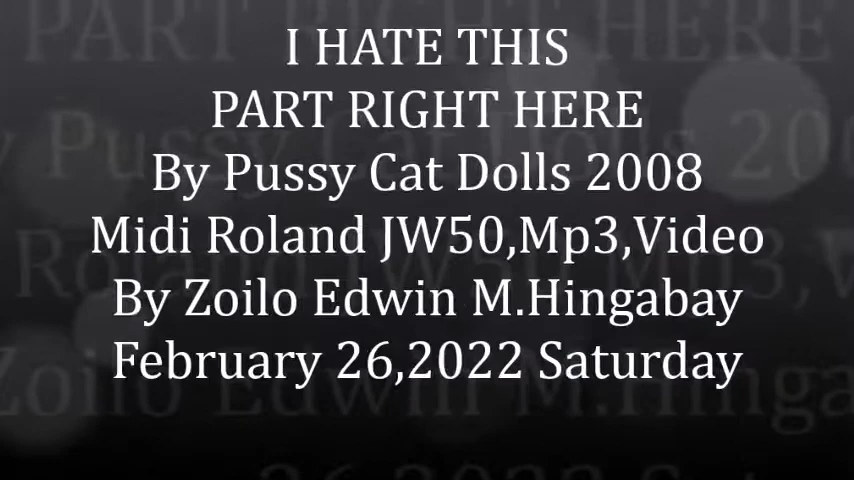 I HATE THIS
PART RIGHT HERE
By Pussy Cat Dolls 2008
Midi Roland JW50,Mp3,Video
By Zoilo Edwin M.Hingabay
February 26,2022 Saturday